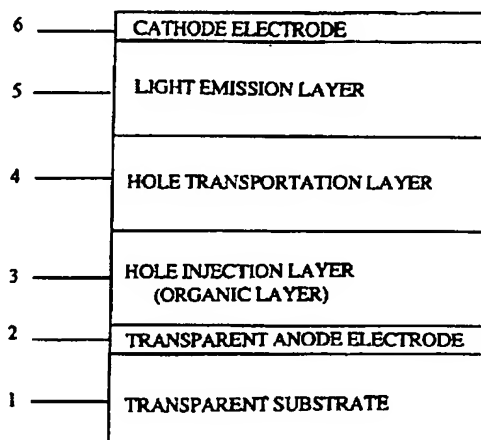 6 CATHODE ELECTRODE
5 LIGHT EMISSION LAYER
4 HOLE TRANSPORTATION LAYER
3 HOLE INJECTION LAYER
(ORGANIC LAYER)
2 TRANSPARENT ANODE ELECTRODE
1 TRANSPARENT SUBSTRATE